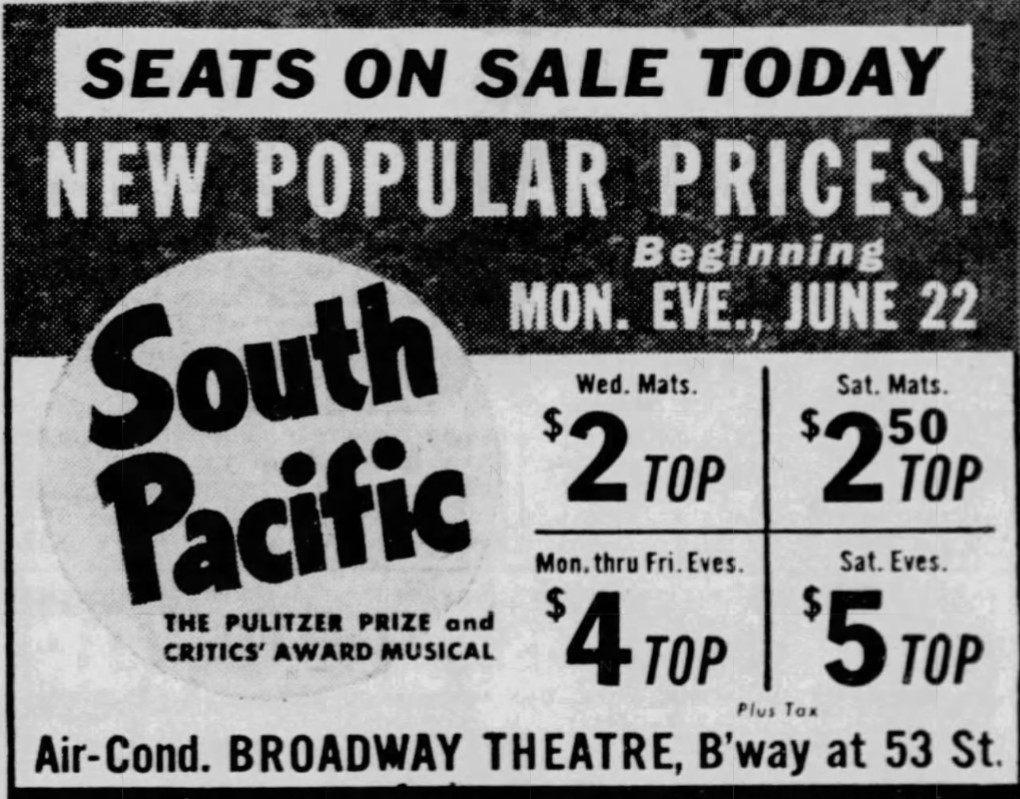 SEATS ON SALE TODAY
NEW POPULAR PRICES!
Beginning
MON. EVE., JUNE 22
South
Pacific
THE PULITZER PRIZE and
CRITICS' AWARD MUSICAL
Wed. Mats.
$2 TOP
Sat. Mats.
$2.50 TOP
Mon. thru Fri. Eves.
$4 TOP
Sat. Eves.
$5 TOP
Plus Tax
Air-Cond. BROADWAY THEATRE, B'way at 53 St.